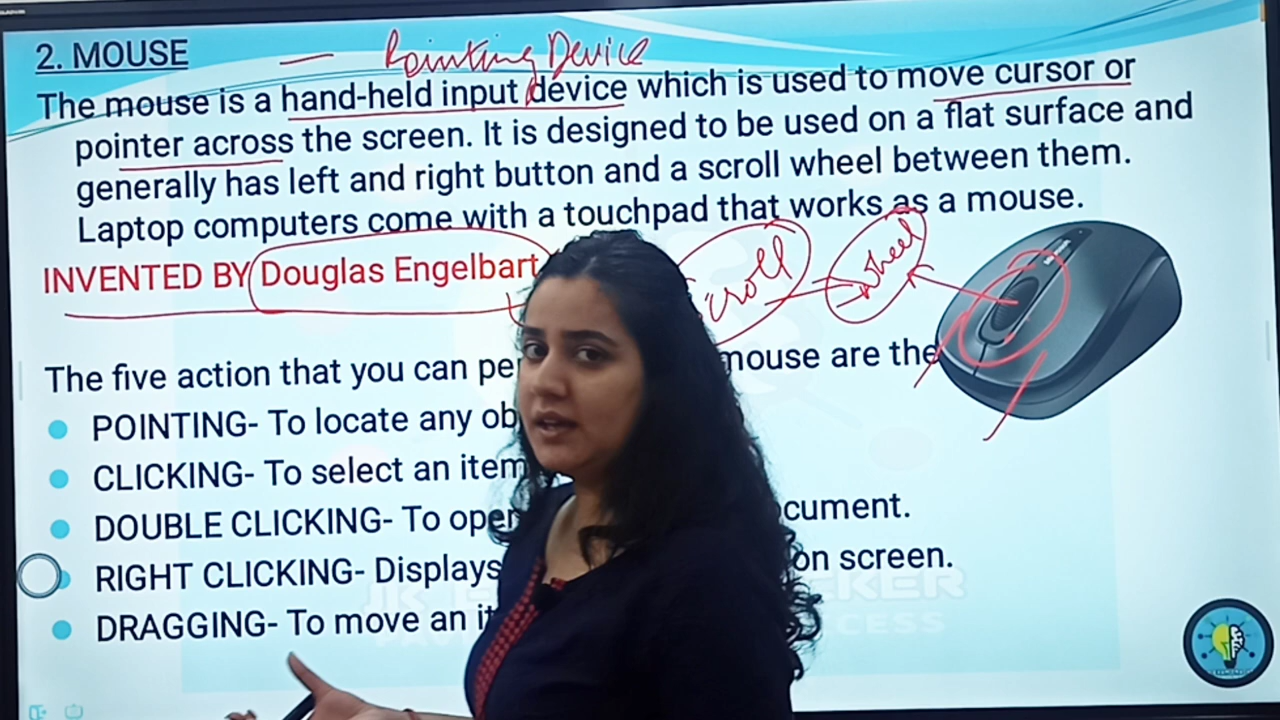 2. MOUSE — Pointing Device
The mouse is a hand-held input device which is used to move cursor or
pointer across the screen. It is designed to be used on a flat surface and
generally has left and right button and a scroll wheel between them.
Laptop computers come with a touchpad that works as a mouse.
INVENTED BY Douglas Engelbart
croll Wheel
The five action that you can pe mouse are the
POINTING- To locate any ob
CLICKING- To select an item
DOUBLE CLICKING- To open cument.
RIGHT CLICKING- Displays on screen.
DRAGGING- To move an it